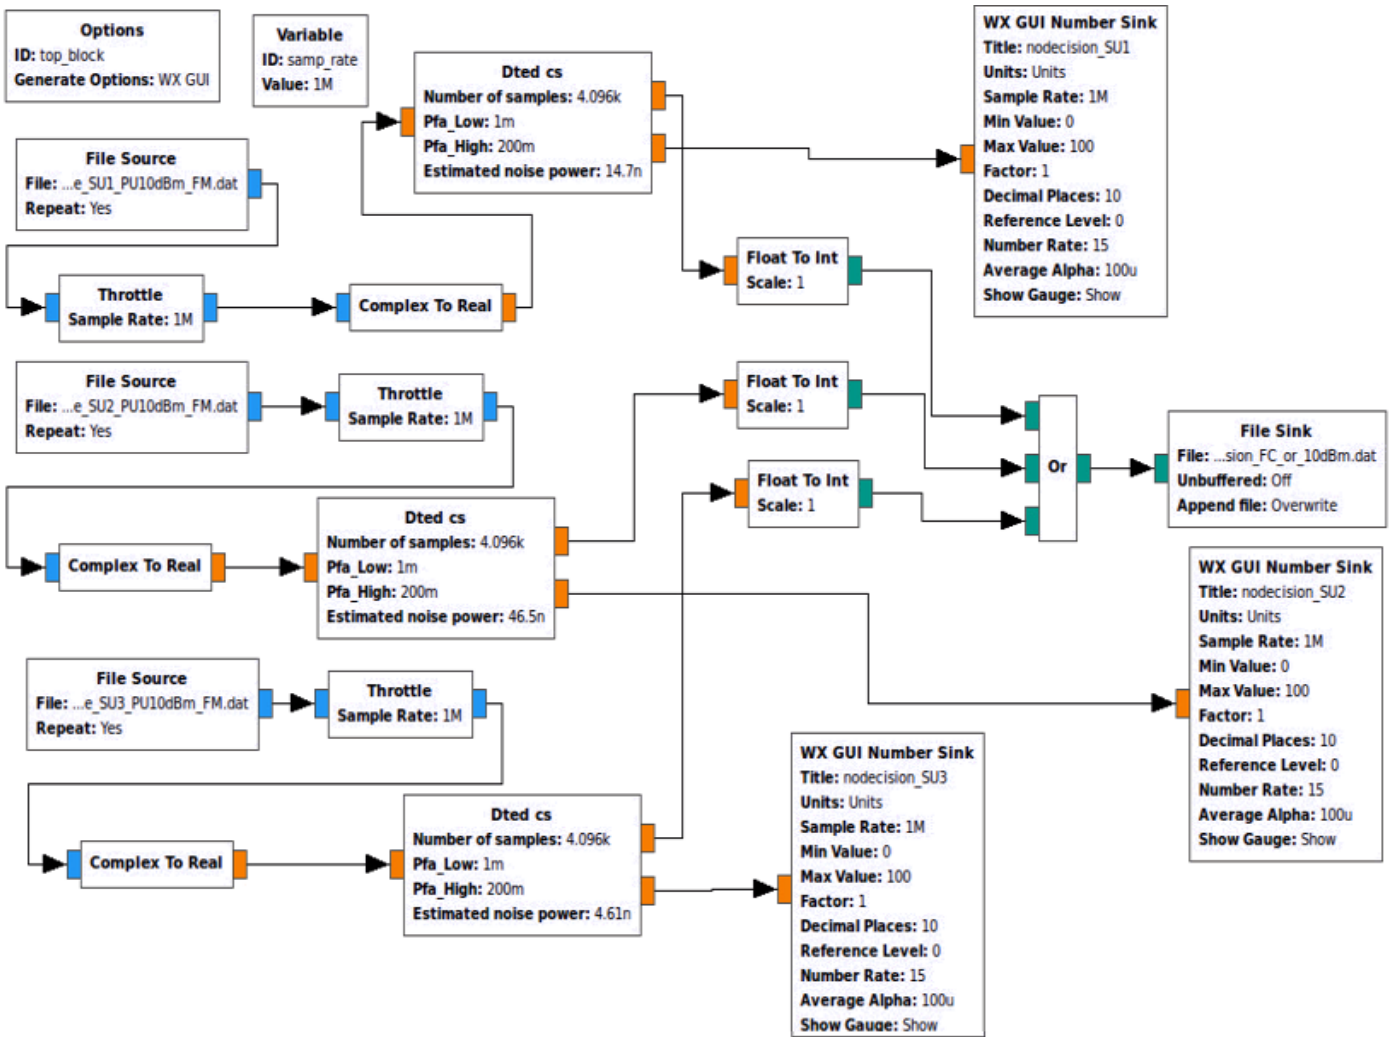 Options
ID: top_block
Generate Options: WX GUI
Variable
ID: samp_rate
Value: 1M
Dted cs
Number of samples: 4.096k
Pfa_Low: 1m
Pfa_High: 200m
Estimated noise power: 14.7n
WX GUI Number Sink
Title: nodecision_SU1
Units: Units
Sample Rate: 1M
Min Value: 0
Max Value: 100
Factor: 1
Decimal Places: 10
Reference Level: 0
Number Rate: 15
Average Alpha: 100u
Show Gauge: Show
File Source
File: ...e_SU1_PU10dBm_FM.dat
Repeat: Yes
Float To Int
Scale: 1
Throttle
Sample Rate: 1M
Complex To Real
File Source
File: ...e_SU2_PU10dBm_FM.dat
Repeat: Yes
Throttle
Sample Rate: 1M
Float To Int
Scale: 1
Float To Int
Scale: 1
Or
File Sink
File: ...sion_FC_or_10dBm.dat
Unbuffered: Off
Append file: Overwrite
Complex To Real
Dted cs
Number of samples: 4.096k
Pfa_Low: 1m
Pfa_High: 200m
Estimated noise power: 46.5n
WX GUI Number Sink
Title: nodecision_SU2
Units: Units
Sample Rate: 1M
Min Value: 0
Max Value: 100
Factor: 1
Decimal Places: 10
Reference Level: 0
Number Rate: 15
Average Alpha: 100u
Show Gauge: Show
File Source
File: ...e_SU3_PU10dBm_FM.dat
Repeat: Yes
Throttle
Sample Rate: 1M
Complex To Real
Dted cs
Number of samples: 4.096k
Pfa_Low: 1m
Pfa_High: 200m
Estimated noise power: 4.61n
WX GUI Number Sink
Title: nodecision_SU3
Units: Units
Sample Rate: 1M
Min Value: 0
Max Value: 100
Factor: 1
Decimal Places: 10
Reference Level: 0
Number Rate: 15
Average Alpha: 100u
Show Gauge: Show